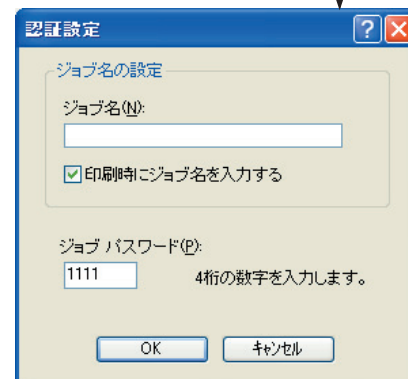 認証設定
ジョブ名の設定
ジョブ名(N):
印刷時にジョブ名を入力する
ジョブ パスワード(P):
1111 4桁の数字を入力します。
OK キャンセル